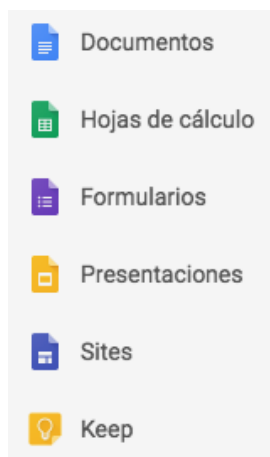 Documentos
Hojas de cálculo
Formularios
Presentaciones
Sites
Keep